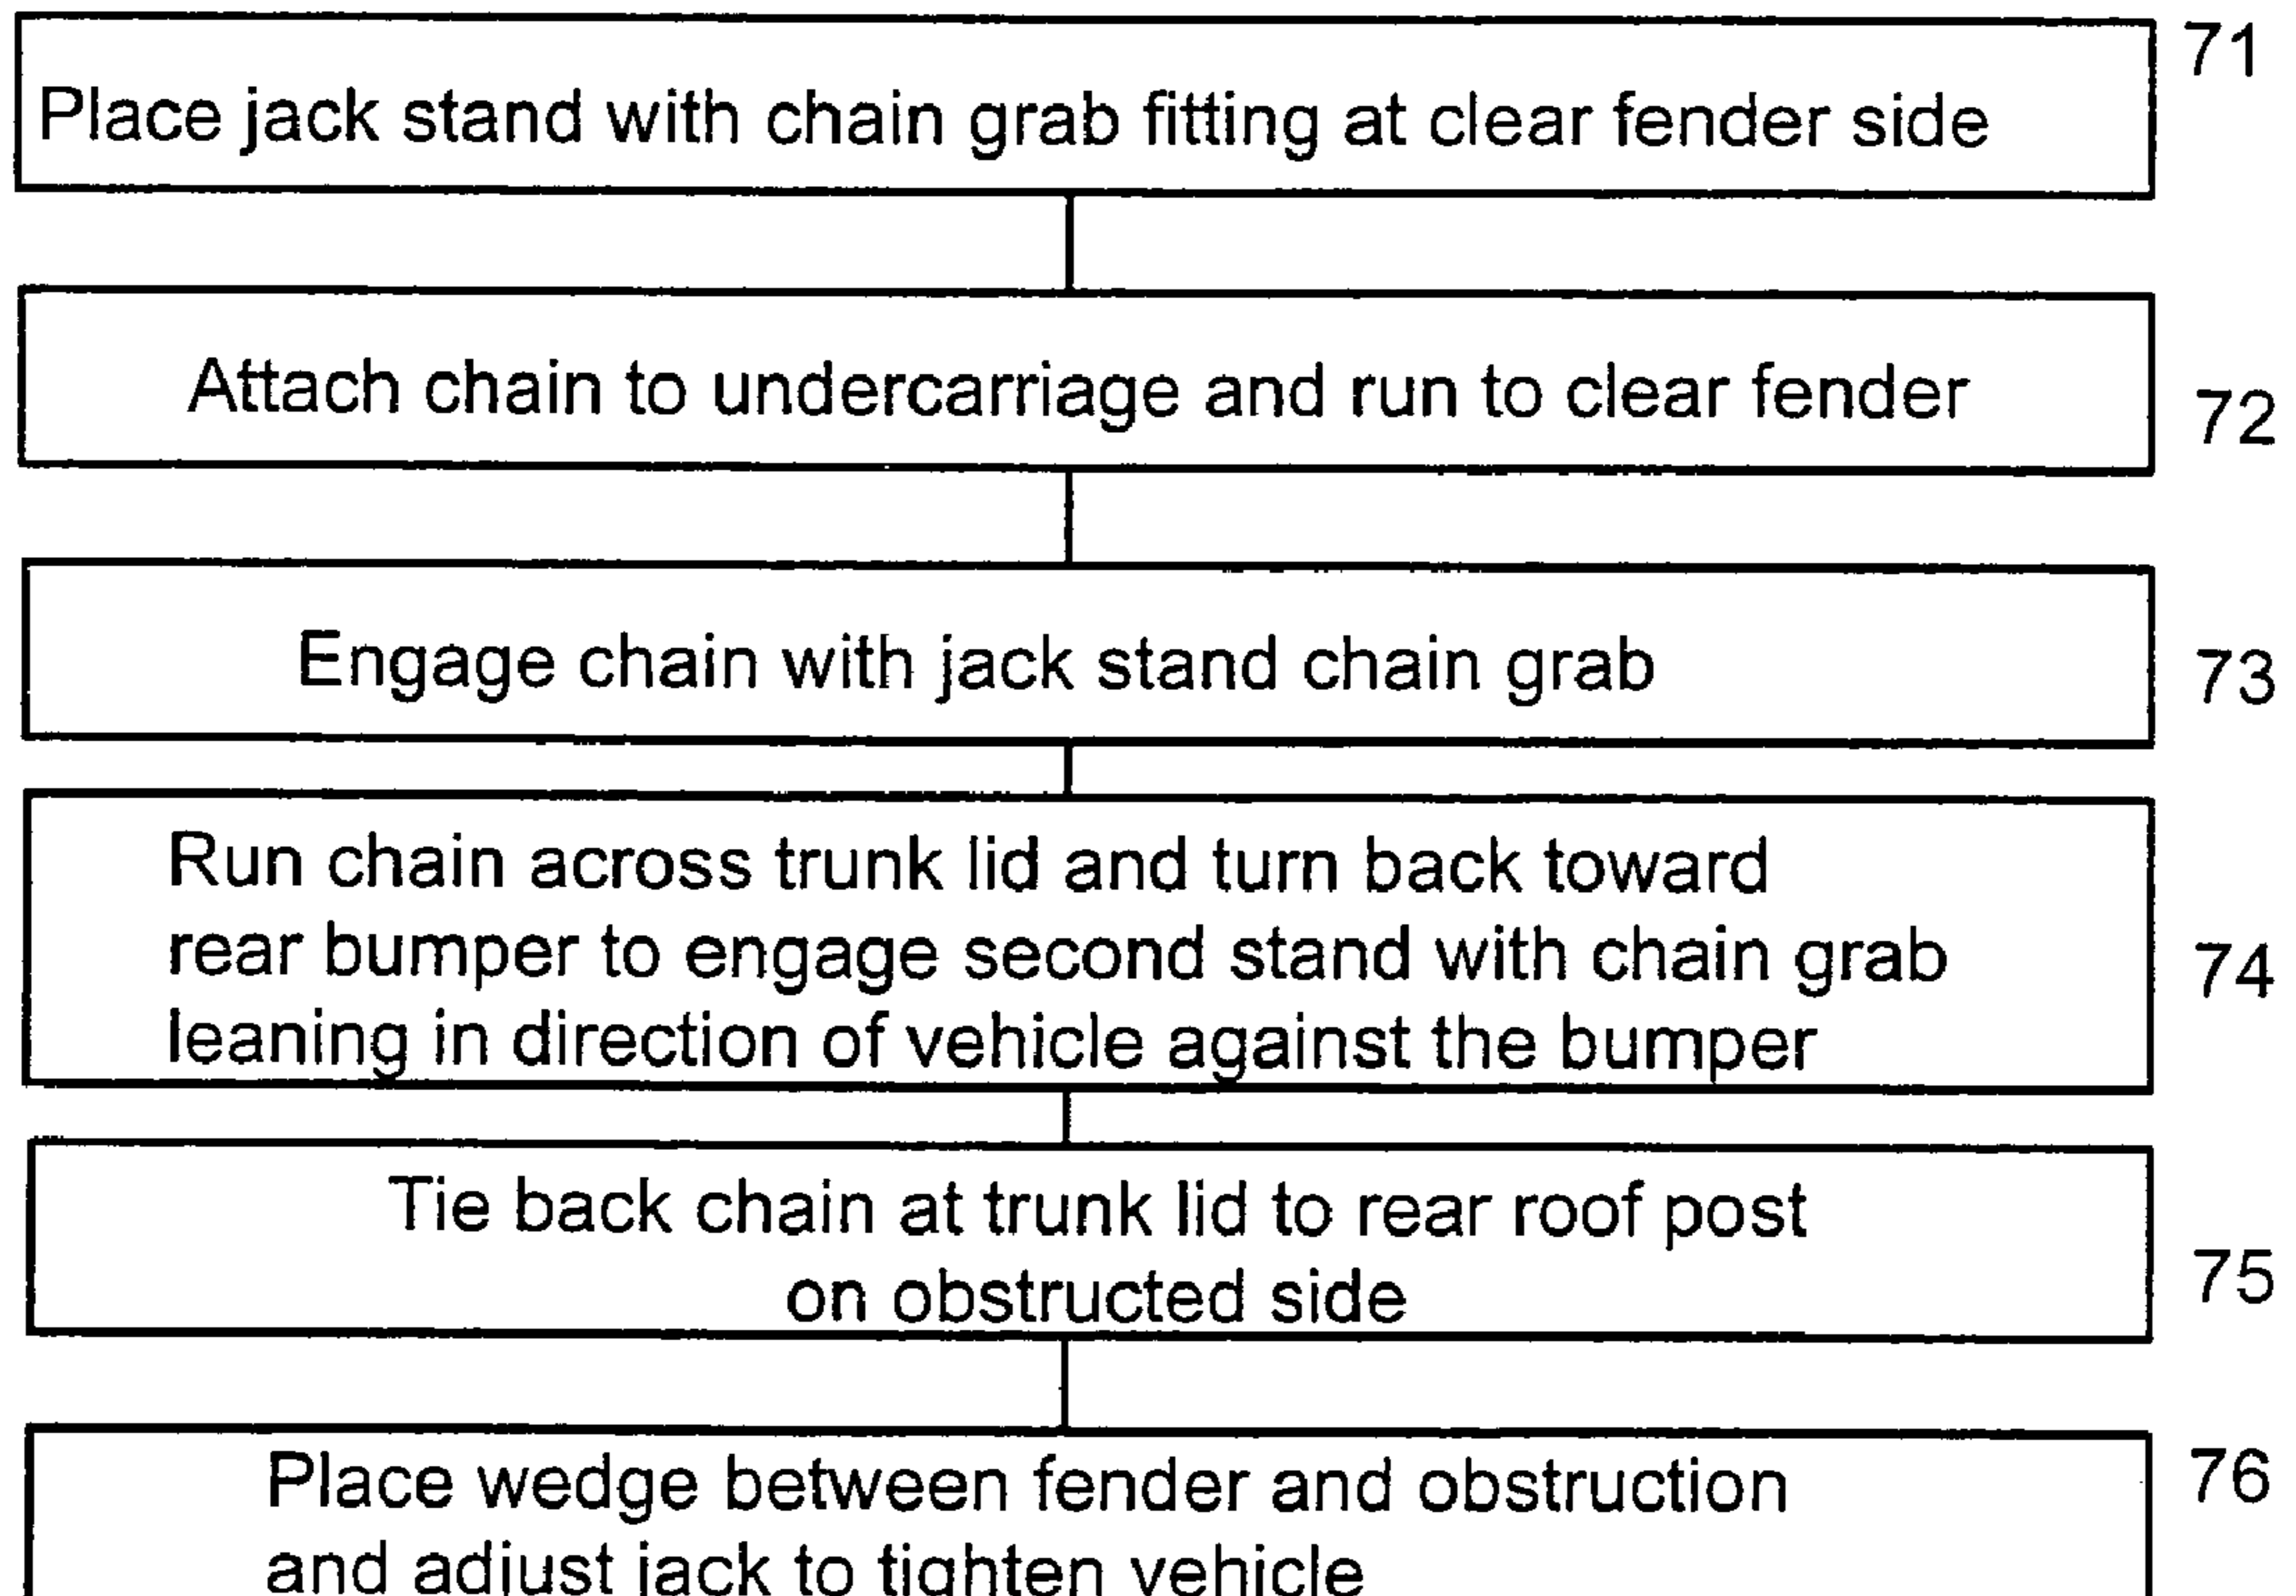 71
Place jack stand with chain grab fitting at clear fender side
Attach chain to undercarriage and run to clear fender
72
Engage chain with jack stand chain grab
73
Run chain across trunk lid and turn back toward
rear bumper to engage second stand with chain grab
74
leaning in direction of vehicle against the bumper
Tie back chain at trunk lid to rear roof post
75
on obstructed side
76
Place wedge between fender and obstruction
and adjust jack to tighten vehicle